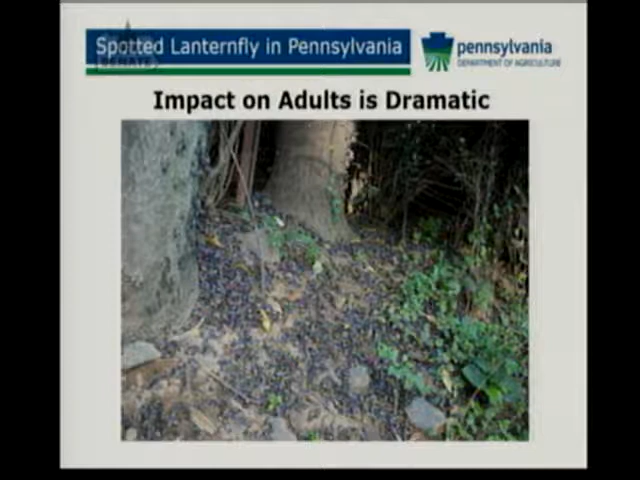 Spotted Lanternfly in Pennsylvania
SENATE
pennsylvania
DEPARTMENT OF AGRICULTURE
Impact on Adults is Dramatic